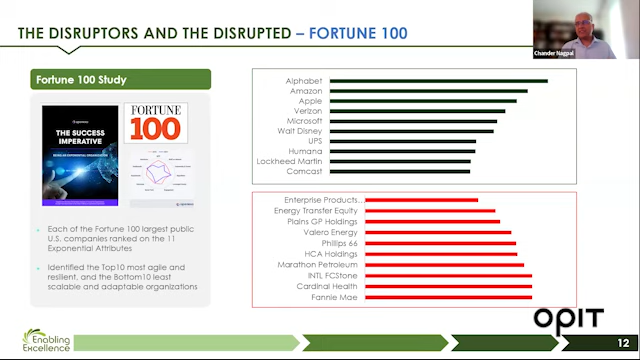 THE DISRUPTORS AND THE DISRUPTED – FORTUNE 100
Chander Nagpal
Fortune 100 Study
THE SUCCESS
IMPERATIVE
BEING AN EXPONENTIAL ORGANIZATION
FORTUNE
100
Each of the Fortune 100 largest public
U.S. companies ranked on the 11
Exponential Attributes
Identified the Top10 most agile and
resilient, and the Bottom10 least
scalable and adaptable organizations
Alphabet
Amazon
Apple
Verizon
Microsoft
Walt Disney
UPS
Humana
Lockheed Martin
Comcast
Enterprise Products...
Energy Transfer Equity
Plains GP Holdings
Valero Energy
Phillips 66
HCA Holdings
Marathon Petroleum
INTL FCStone
Cardinal Health
Fannie Mae
OPIT
Enabling
Excellence
12